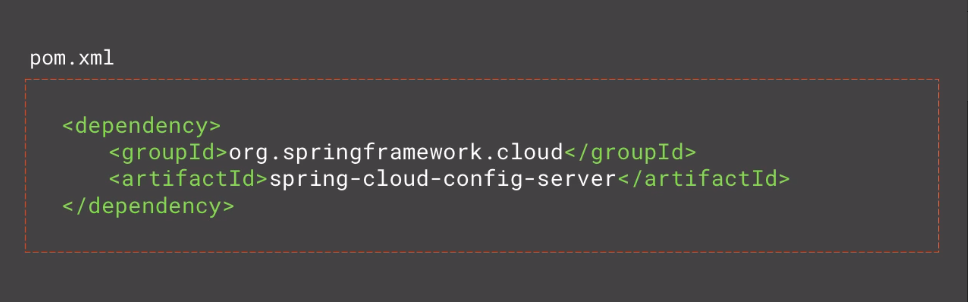 pom.xml
<dependency>
<groupId>org.springframework.cloud</groupId>
<artifactId>spring-cloud-config-server</artifactId>
</dependency>